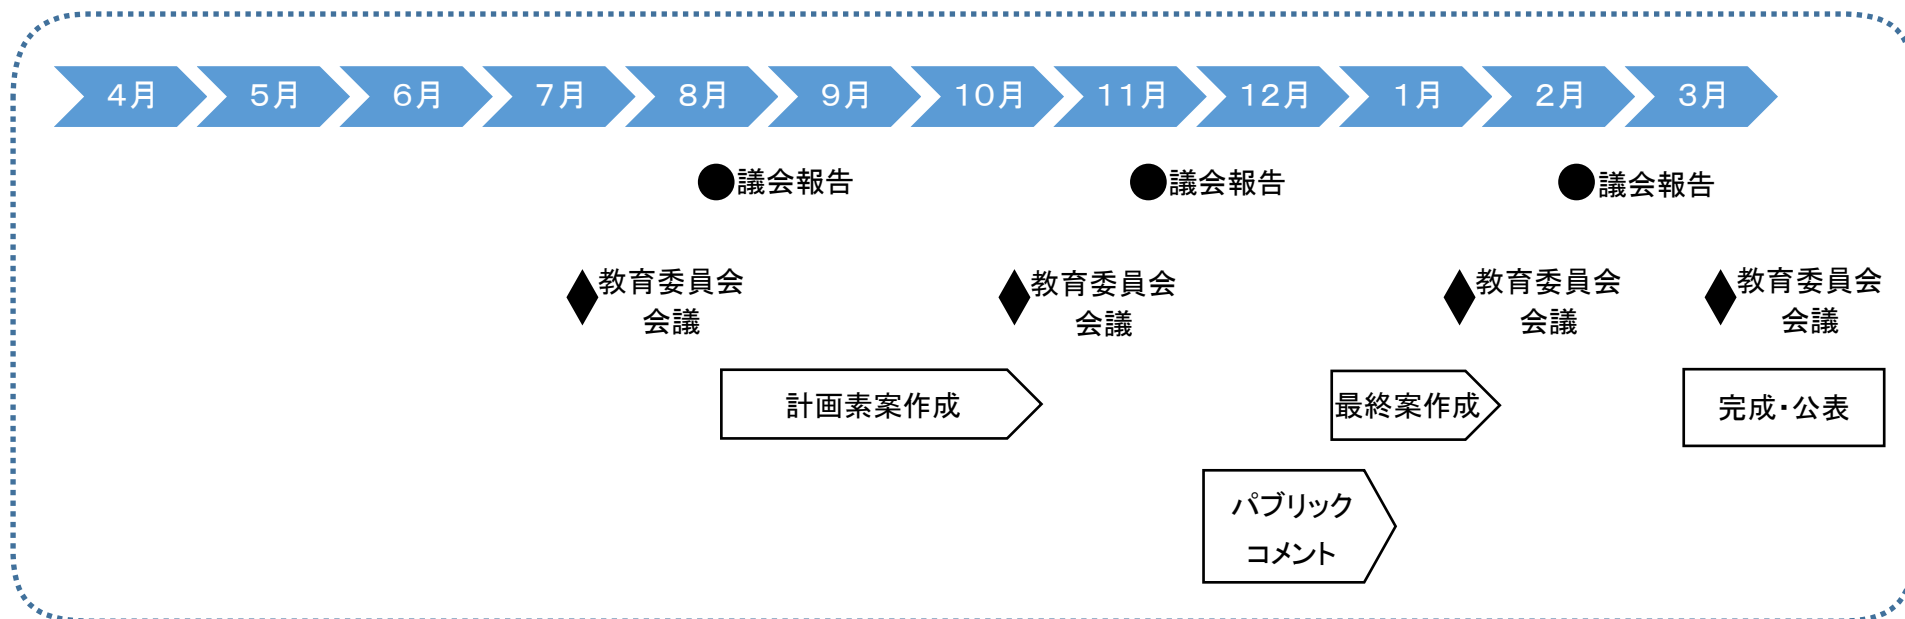 4月 5月 6月 7月 8月 9月 10月 11月 12月 1月 2月 3月
議会報告 議会報告 議会報告
教育委員会 教育委員会 教育委員会 教育委員会
会議 会議 会議 会議
計画素案作成 最終案作成 完成・公表
パブリック
コメント